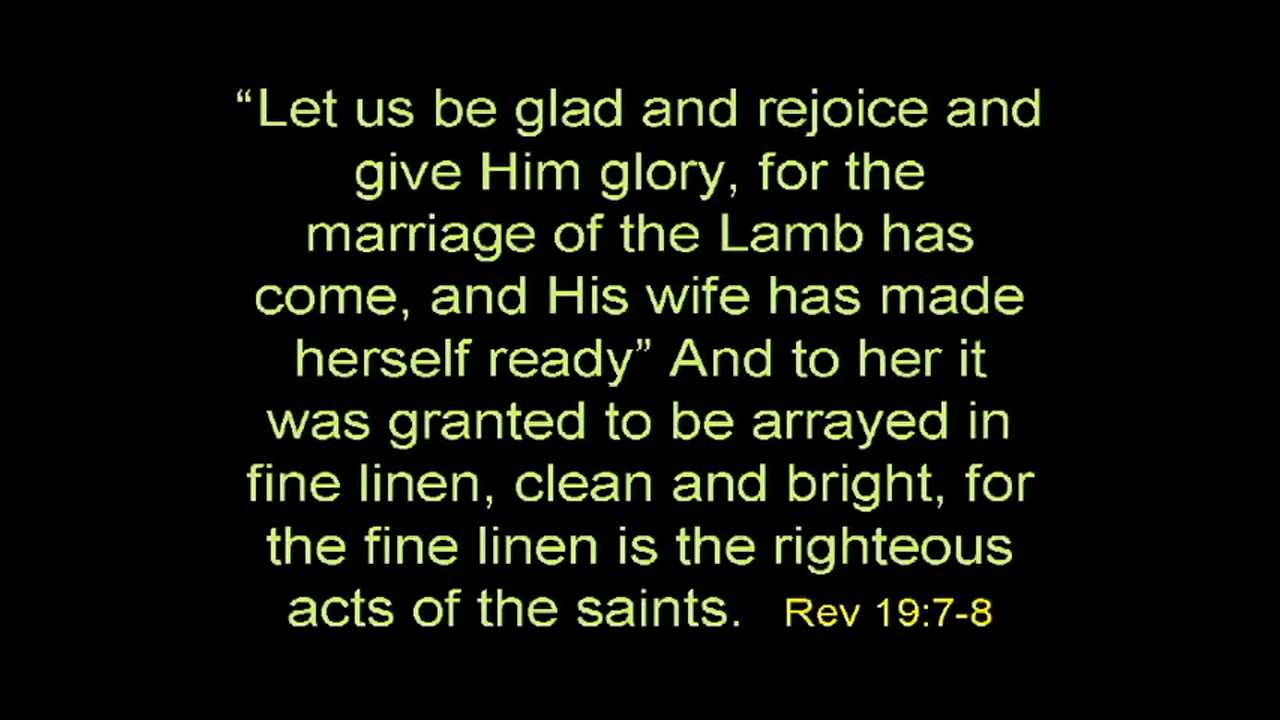 “Let us be glad and rejoice and
give Him glory, for the
marriage of the Lamb has
come, and His wife has made
herself ready” And to her it
was granted to be arrayed in
fine linen, clean and bright, for
the fine linen is the righteous
acts of the saints. Rev 19:7-8